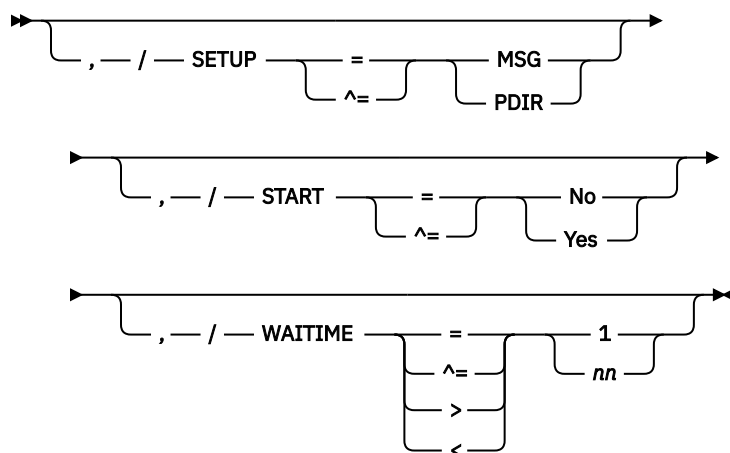 , / SETUP = MSG
^= PDIR
, / START = No
^= Yes
, / WAITIME = 1
^= nn
>
<